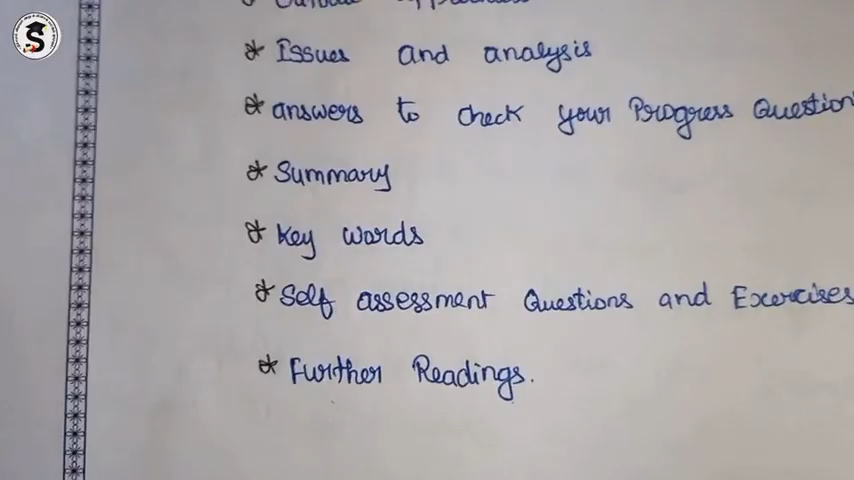 * Issues and analysis
* answers to check your Progress Question
* Summary
* Key words
* Self assessment Questions and Exercises
* Further Readings.